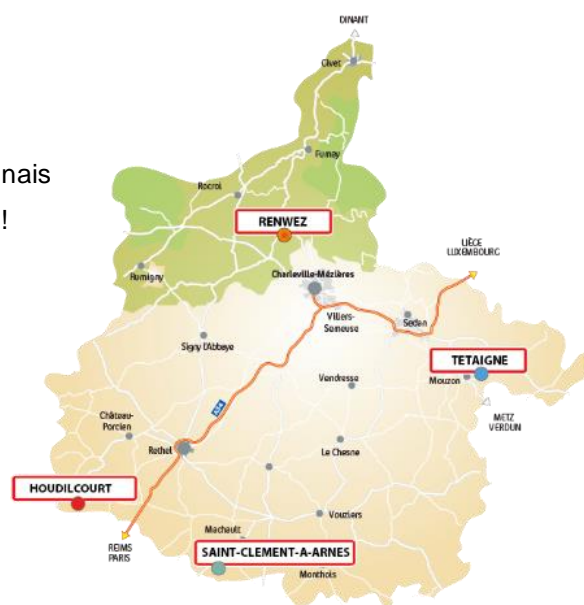 DINANT
Givet
Fumay
nais
Rocroi
!
RENWEZ
LIÈGE
LUXEMBOURG
Rumigny
Charleville-Mézières
Villers-
Semeuse
Sedan
Signy L'Abbaye
TETAIGNE
Vendresse
Mouzon
A34
Château-
Porcien
METZ
VERDUN
Rethel
Le Chesne
HOUDILCOURT
Vouziers
Machault
REIMS
PARIS
SAINT-CLEMENT-A-ARNES
Monthois